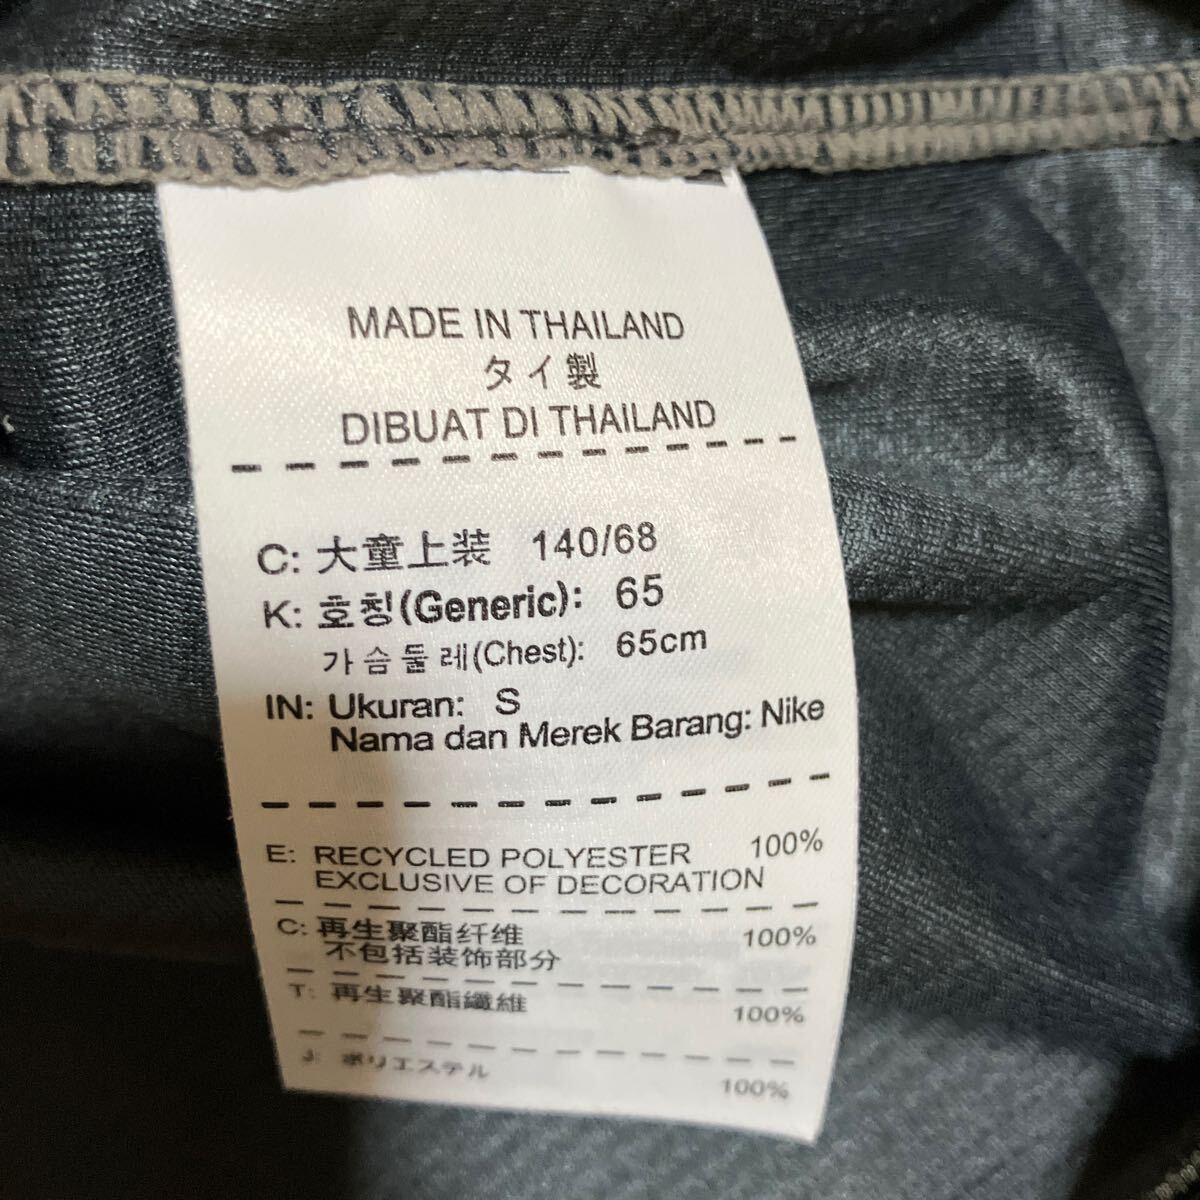 MADE IN THAILAND
タイ製
DIBUAT DI THAILAND
C: 大童上装 140/68
K: 호칭(Generic): 65
가슴둘레(Chest): 65cm
IN: Ukuran: S
Nama dan Merek Barang: Nike
E: RECYCLED POLYESTER 100%
EXCLUSIVE OF DECORATION
C: 再生聚酯纤维 100%
不包括装饰部分
T: 再生聚酯纖維 100%
J: ポリエステル 100%